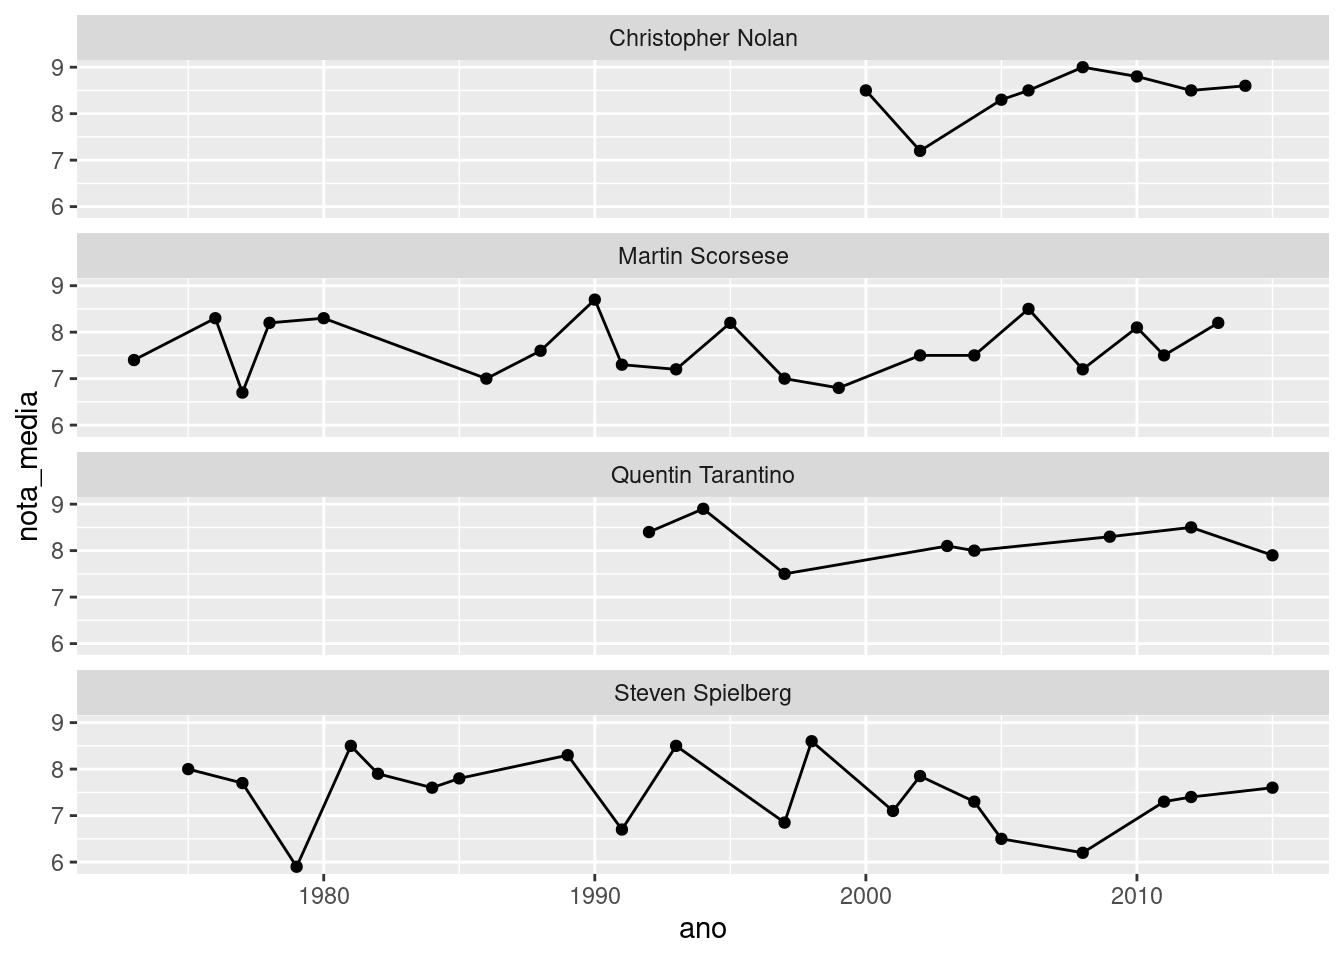 Christopher Nolan
9
8
7
6
Martin Scorsese
9
8
7
6
nota_media
Quentin Tarantino
9
8
7
6
Steven Spielberg
9
8
7
6
1980 1990 2000 2010
ano